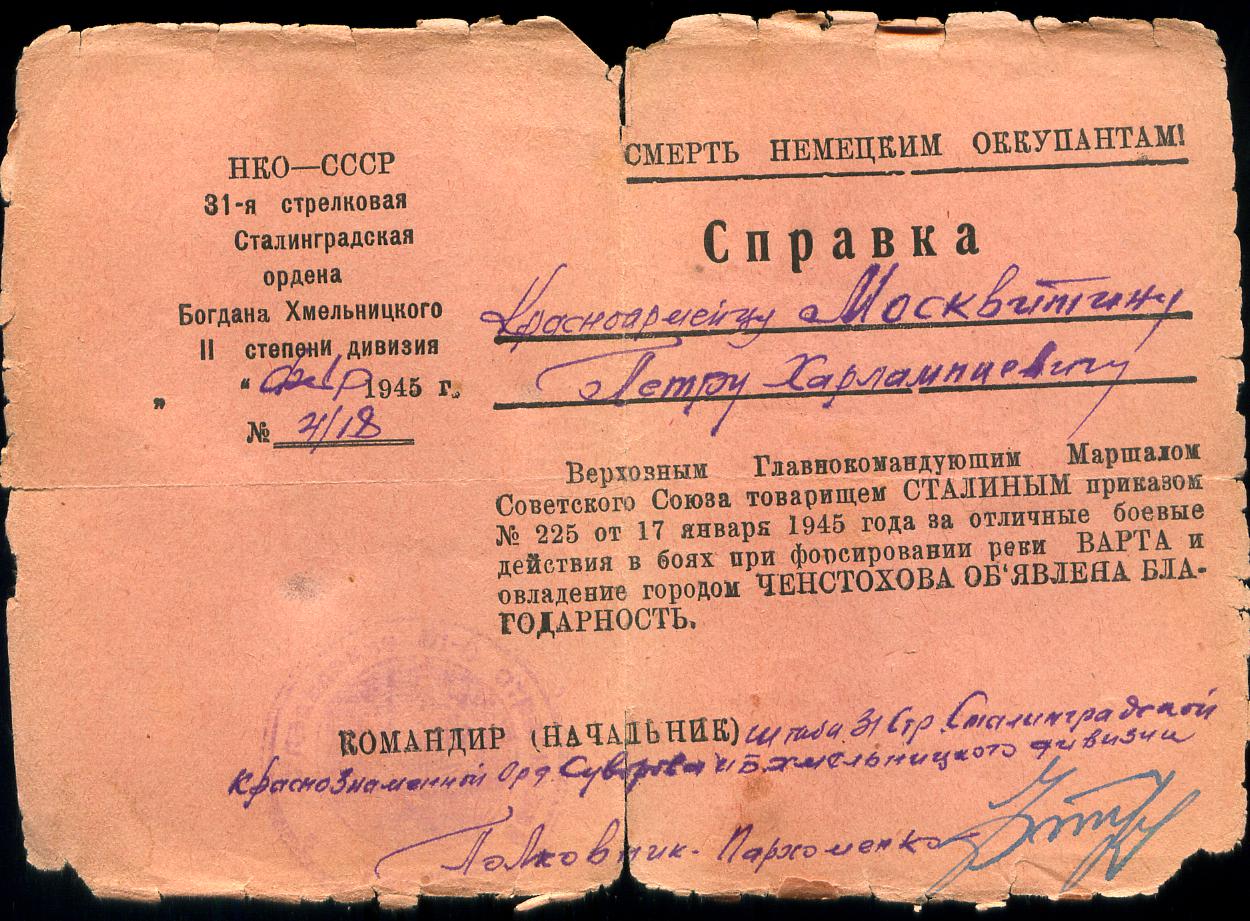 НКО—СССР
31-я стрелковая
Сталинградская
ордена
Богдана Хмельницкого
II степени дивизия
„ “ февр 1945 г.
№ 4/18
СМЕРТЬ НЕМЕЦКИМ ОККУПАНТАМ!
Справка
Красноармейцу Москвитину
Петру Харлампиевичу
Верховным Главнокомандующим Маршалом
Советского Союза товарищем СТАЛИНЫМ приказом
№ 225 от 17 января 1945 года за отличные боевые
действия в боях при форсировании реки ВАРТА и
овладение городом ЧЕНСТОХОВА ОБ‘ЯВЛЕНА БЛА-
ГОДАРНОСТЬ.
КОМАНДИР (НАЧАЛЬНИК) штаба 31 Стр. Сталинградской
Краснознаменной Орд. Суворова и Б Хмельницкого дивизии
Полковник - Пархоменко